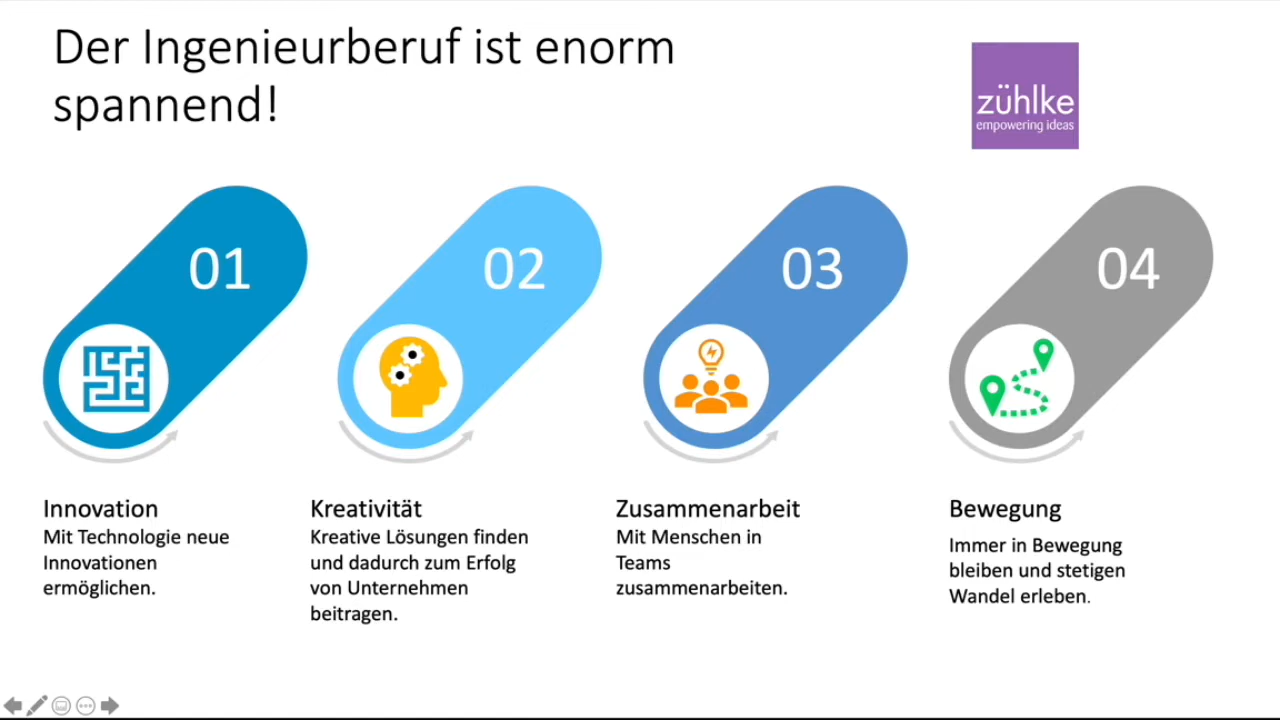 Der Ingenieurberuf ist enorm
spannend!
zühlke
empowering ideas
01
02
03
04
Innovation
Mit Technologie neue
Innovationen
ermöglichen.
Kreativität
Kreative Lösungen finden
und dadurch zum Erfolg
von Unternehmen
beitragen.
Zusammenarbeit
Mit Menschen in
Teams
zusammenarbeiten.
Bewegung
Immer in Bewegung
bleiben und stetigen
Wandel erleben.